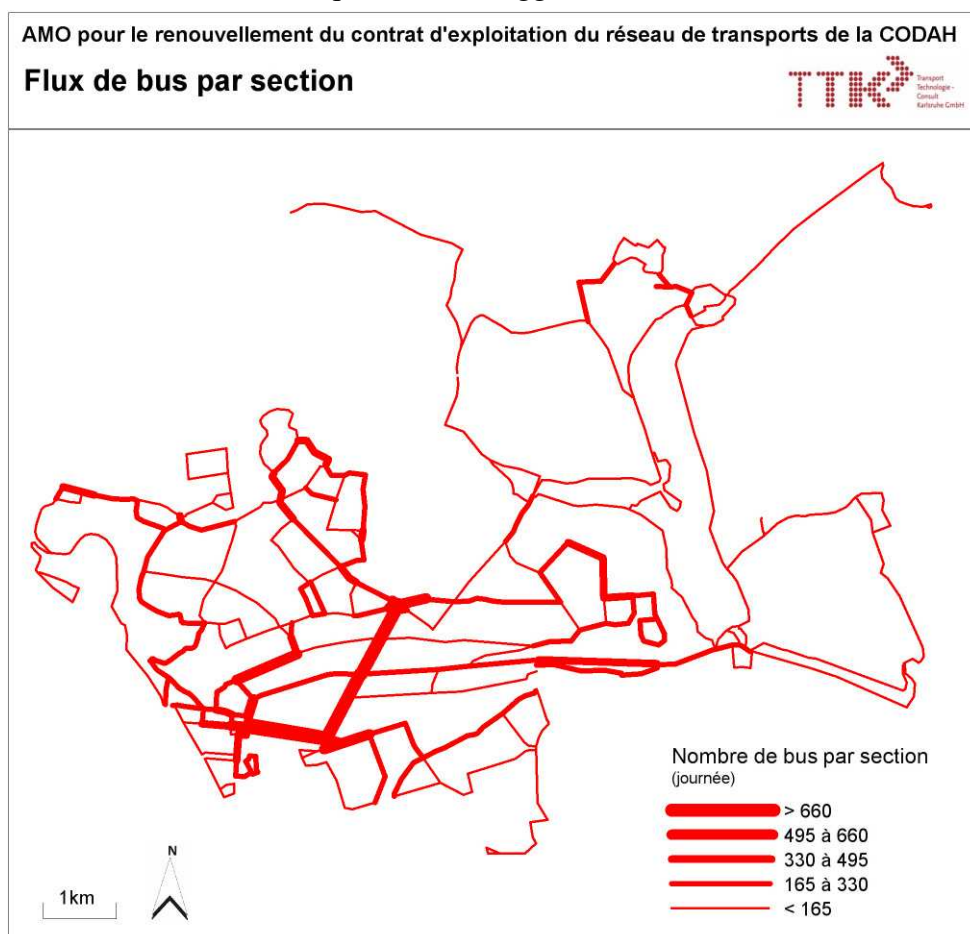 AMO pour le renouvellement du contrat d'exploitation du réseau de transports de la CODAH
Flux de bus par section
TTK
Transport
Technologie -
Consult
Karlsruhe GmbH
Nombre de bus par section
(journée)
> 660
495 à 660
330 à 495
165 à 330
< 165
N
1km